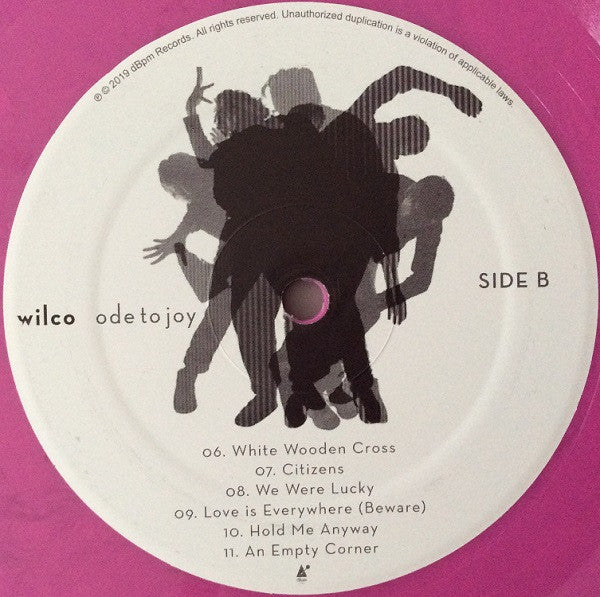 ℗ © 2019 dBpm Records. All rights reserved. Unauthorized duplication is a violation of applicable laws.
SIDE B
wilco ode to joy
06. White Wooden Cross
07. Citizens
08. We Were Lucky
09. Love is Everywhere (Beware)
10. Hold Me Anyway
11. An Empty Corner